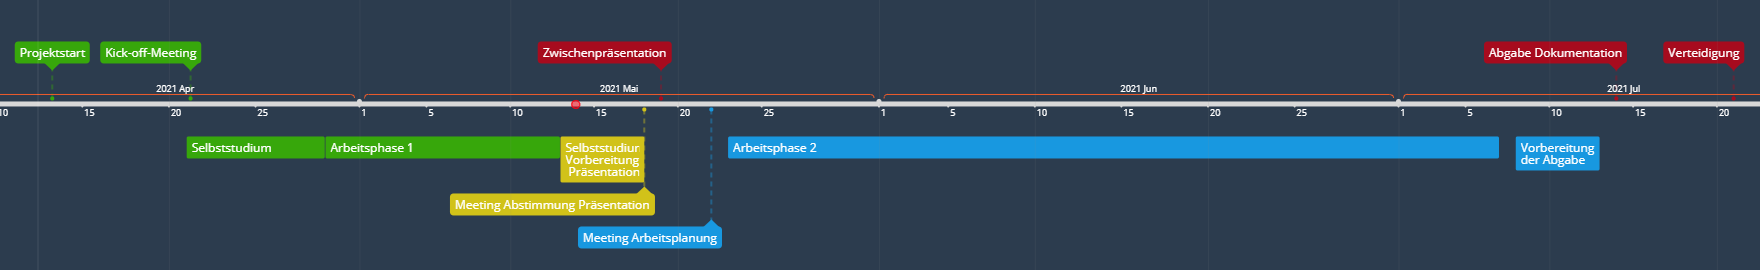 Projektstart
Kick-off-Meeting
Zwischenpräsentation
Abgabe Dokumentation
Verteidigung
2021 Apr
2021 Mai
2021 Jun
2021 Jul
10 15 20 25 1 5 10 15 20 25 1 5 10 15 20 25 1 5 10 15 20
Selbststudium
Arbeitsphase 1
Selbststudiur
Vorbereitung
Präsentation
Arbeitsphase 2
Vorbereitung
der Abgabe
Meeting Abstimmung Präsentation
Meeting Arbeitsplanung